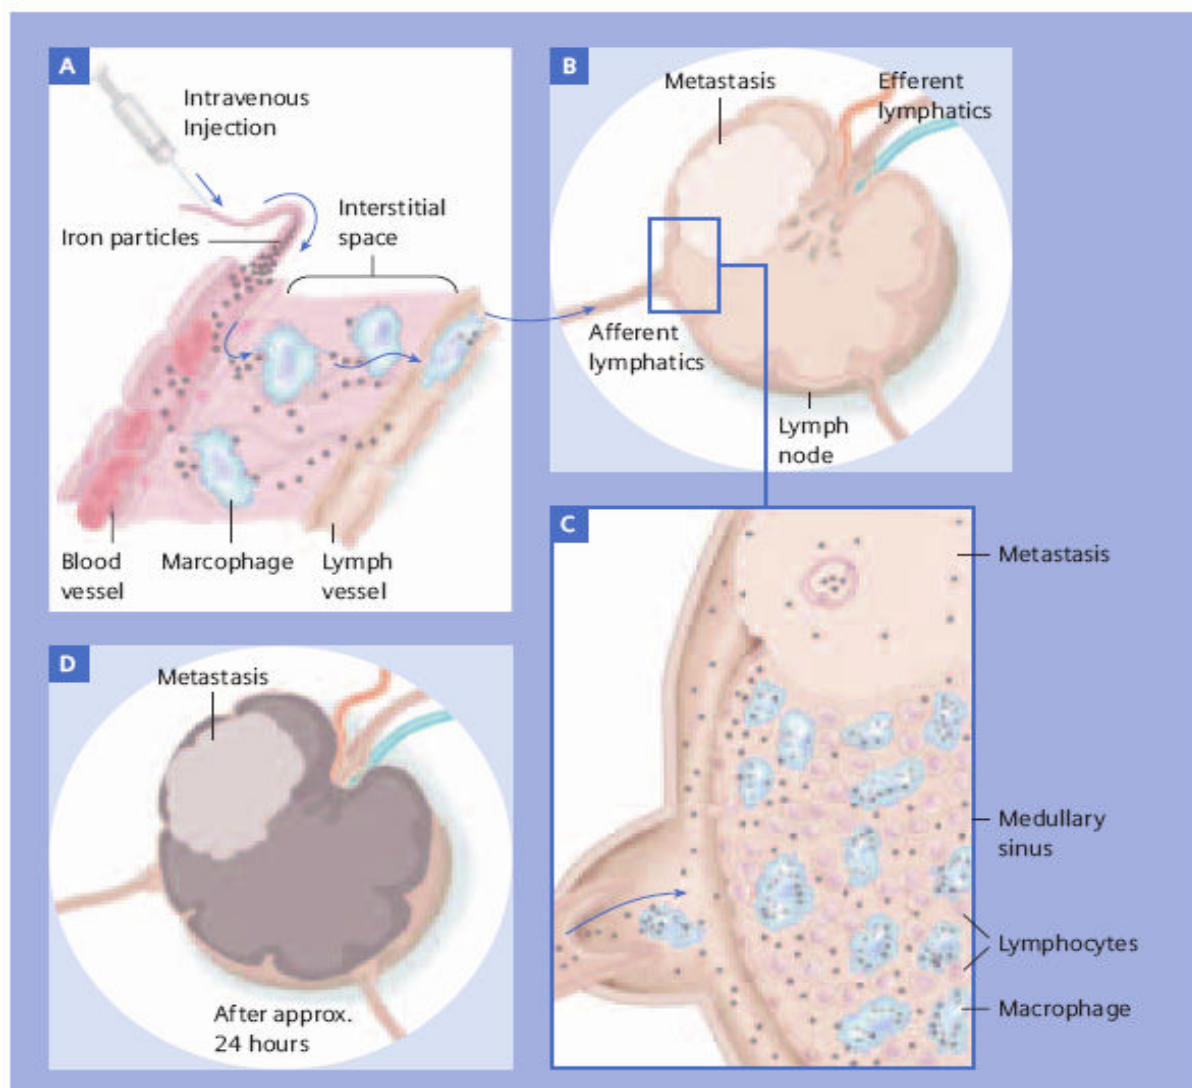 A
Intravenous
Injection
Iron particles
Interstitial
space
Blood
vessel
Marcophage
Lymph
vessel
B
Metastasis
Efferent
lymphatics
Afferent
lymphatics
Lymph
node
C
Metastasis
Medullary
sinus
Lymphocytes
Macrophage
D
Metastasis
After approx.
24 hours